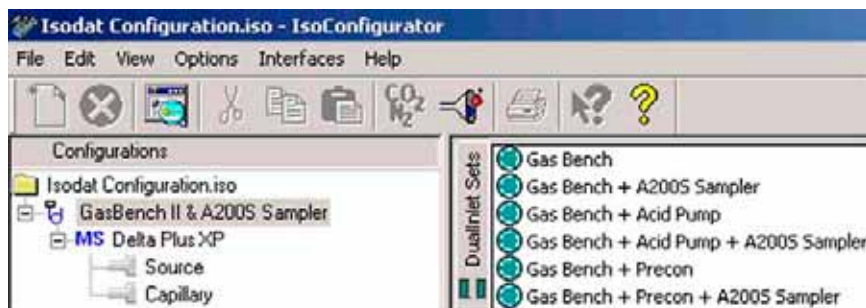 Isodat Configuration.iso - IsoConfigurator
File Edit View Options Interfaces Help
CO2
N2
Configurations
Isodat Configuration.iso
GasBench II & A200S Sampler
MS Delta Plus XP
Source
Capillary
DualInlet Sets
Gas Bench
Gas Bench + A200S Sampler
Gas Bench + Acid Pump
Gas Bench + Acid Pump + A200S Sampler
Gas Bench + Precon
Gas Bench + Precon + A200S Sampler